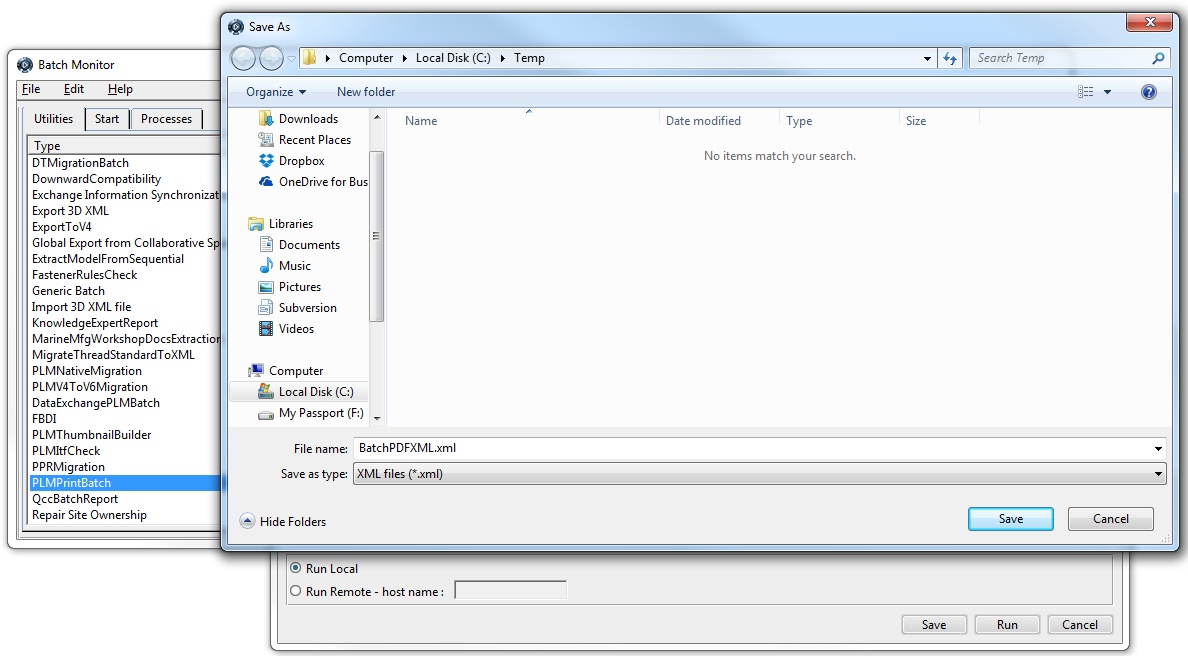 Save As
Computer Local Disk (C:) Temp
Search Temp
Organize
New folder
Downloads
Recent Places
Dropbox
OneDrive for Bus
Libraries
Documents
Music
Pictures
Subversion
Videos
Computer
Local Disk (C:)
My Passport (F:)
Name
Date modified
Type
Size
No items match your search.
File name: BatchPDFXML.xml
Save as type: XML files (*.xml)
Hide Folders
Save
Cancel
Batch Monitor
File Edit Help
Utilities Start Processes
Type
DTMigrationBatch
DownwardCompatibility
Exchange Information Synchronizat
Export 3D XML
ExportToV4
Global Export from Collaborative Sp
ExtractModelFromSequential
FastenerRulesCheck
Generic Batch
Import 3D XML file
KnowledgeExpertReport
MarineMfgWorkshopDocsExtraction
MigrateThreadStandardToXML
PLMNativeMigration
PLMV4ToV6Migration
DataExchangePLMBatch
FBDI
PLMThumbnailBuilder
PLMItfCheck
PPRMigration
PLMPrintBatch
QccBatchReport
Repair Site Ownership
Run Local
Run Remote - host name :
Save
Run
Cancel